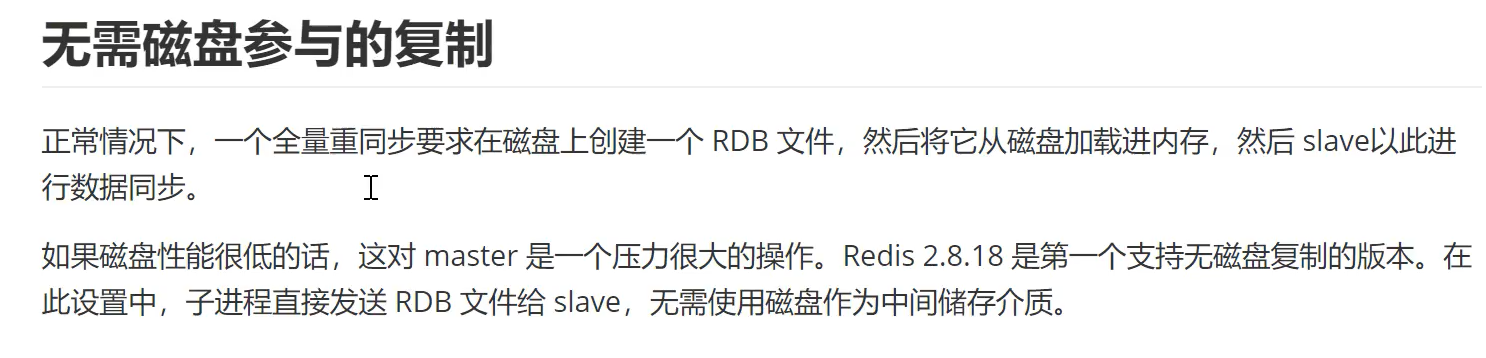 无需磁盘参与的复制
正常情况下，一个全量重同步要求在磁盘上创建一个 RDB 文件，然后将它从磁盘加载进内存，然后 slave以此进
行数据同步。
如果磁盘性能很低的话，这对 master 是一个压力很大的操作。Redis 2.8.18 是第一个支持无磁盘复制的版本。在
此设置中，子进程直接发送 RDB 文件给 slave，无需使用磁盘作为中间储存介质。